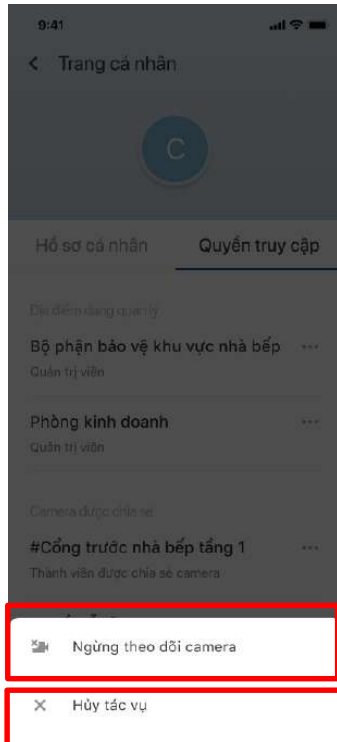 9:41
Trang cá nhân
C
Hồ sơ cá nhân
Quyền truy cập
Địa điểm đang quản lý
Bộ phận bảo vệ khu vực nhà bếp
Quản trị viên
Phòng kinh doanh
Quản trị viên
Camera được chia sẻ
#Cổng trước nhà bếp tầng 1
Thành viên được chia sẻ camera
Ngừng theo dõi camera
Hủy tác vụ